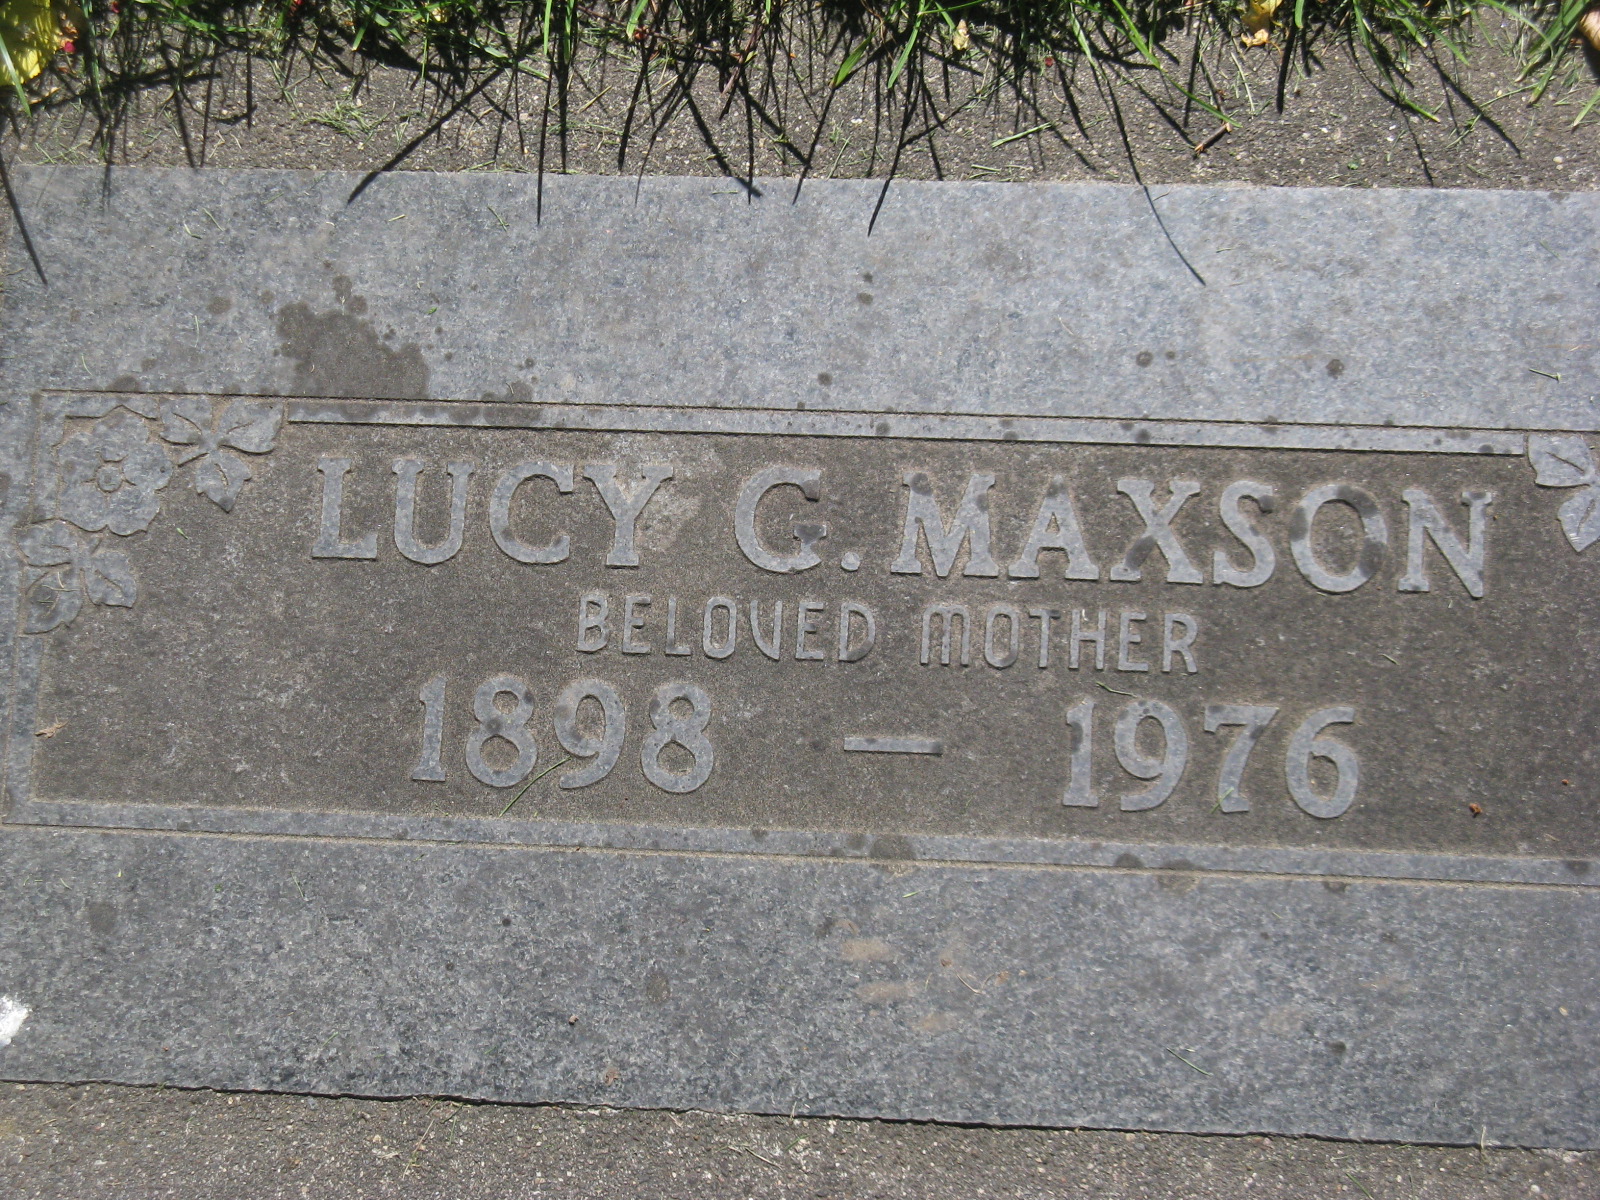 LUCY G. MAXSON
BELOVED MOTHER
1898 — 1976